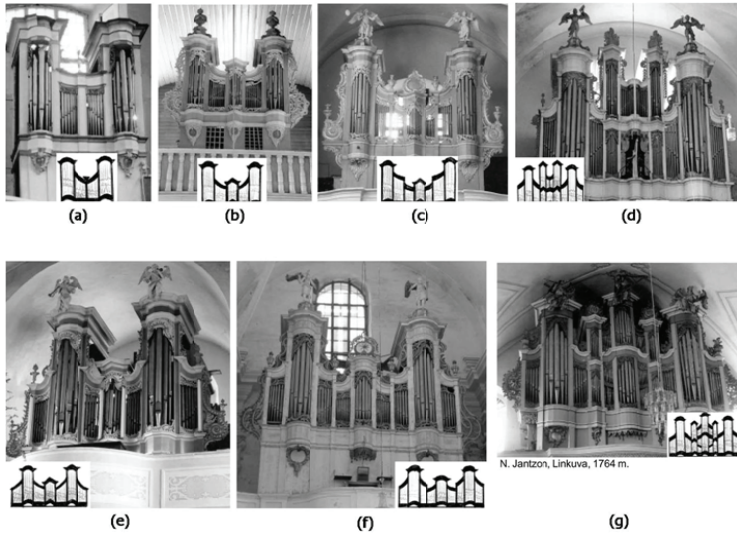 (a)
(b)
(c)
(d)
N. Jantzon, Linkuva, 1764 m.
(e)
(f)
(g)